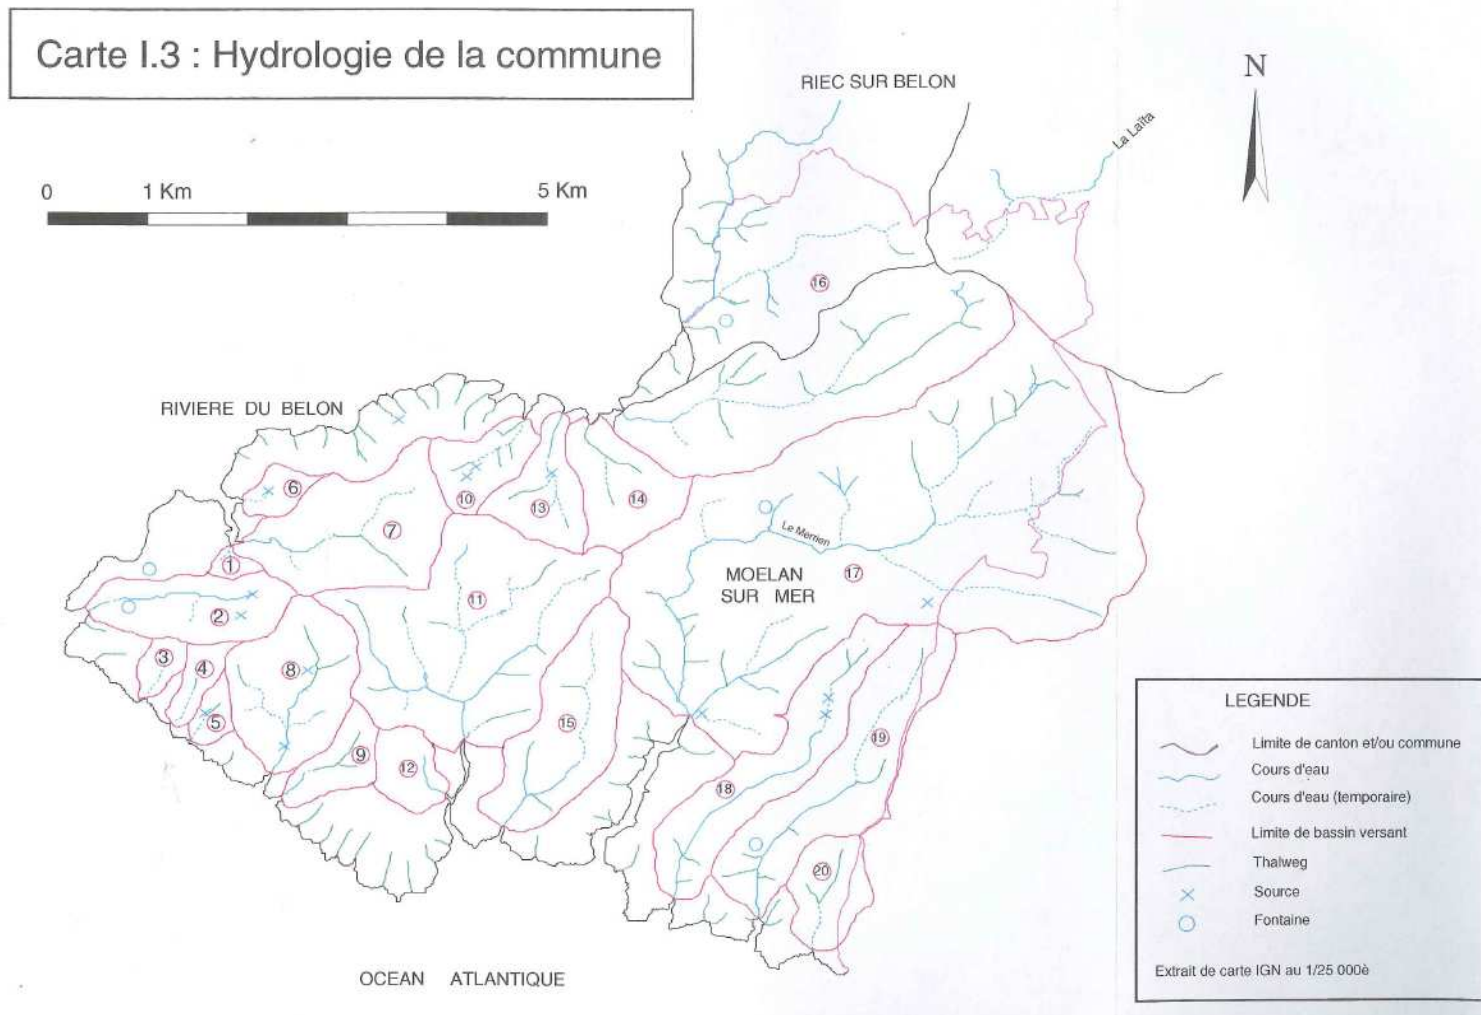 Carte I.3 : Hydrologie de la commune
RIEC SUR BELON
N
La Laïta
0 1 Km 5 Km
16
RIVIERE DU BELON
6
10
14
13
7
Le Merrien
1
MOELAN
SUR MER
17
11
2
3
4
8
5
15
9
12
19
18
20
LEGENDE
Limite de canton et/ou commune
Cours d'eau
Cours d'eau (temporaire)
Limite de bassin versant
Thalweg
Source
Fontaine
Extrait de carte IGN au 1/25 000è
OCEAN ATLANTIQUE